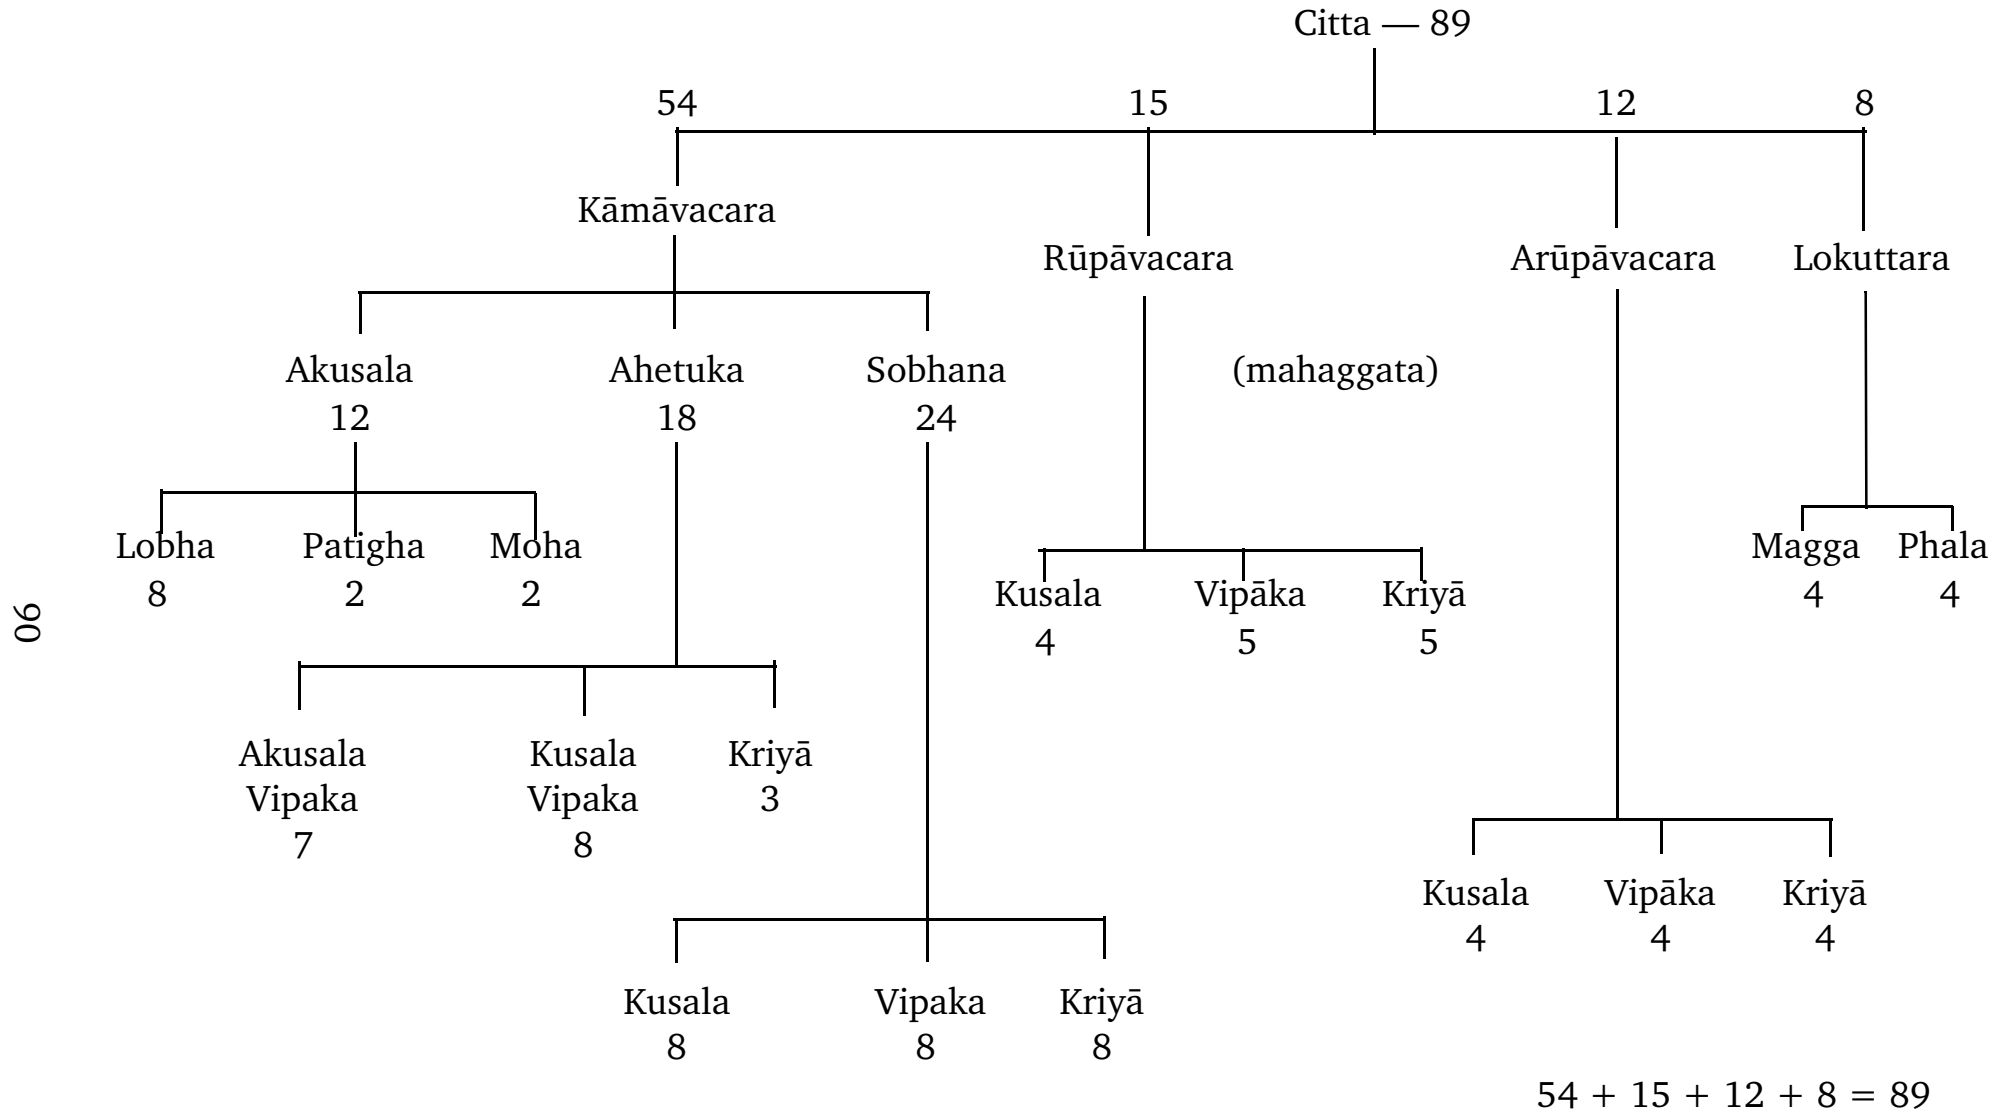 Citta — 89
54 15 12 8
Kāmāvacara
Rūpāvacara Arūpāvacara Lokuttara
Akusala Ahetuka Sobhana (mahaggata)
12 18 24
Lobha Patigha Moha Magga Phala
8 2 2 4 4
Kusala Vipāka Kriyā
4 5 5
90
Akusala Kusala Kriyā
Vipaka Vipaka 3
7 8
Kusala Vipāka Kriyā
4 4 4
Kusala Vipaka Kriyā
8 8 8
54 + 15 + 12 + 8 = 89